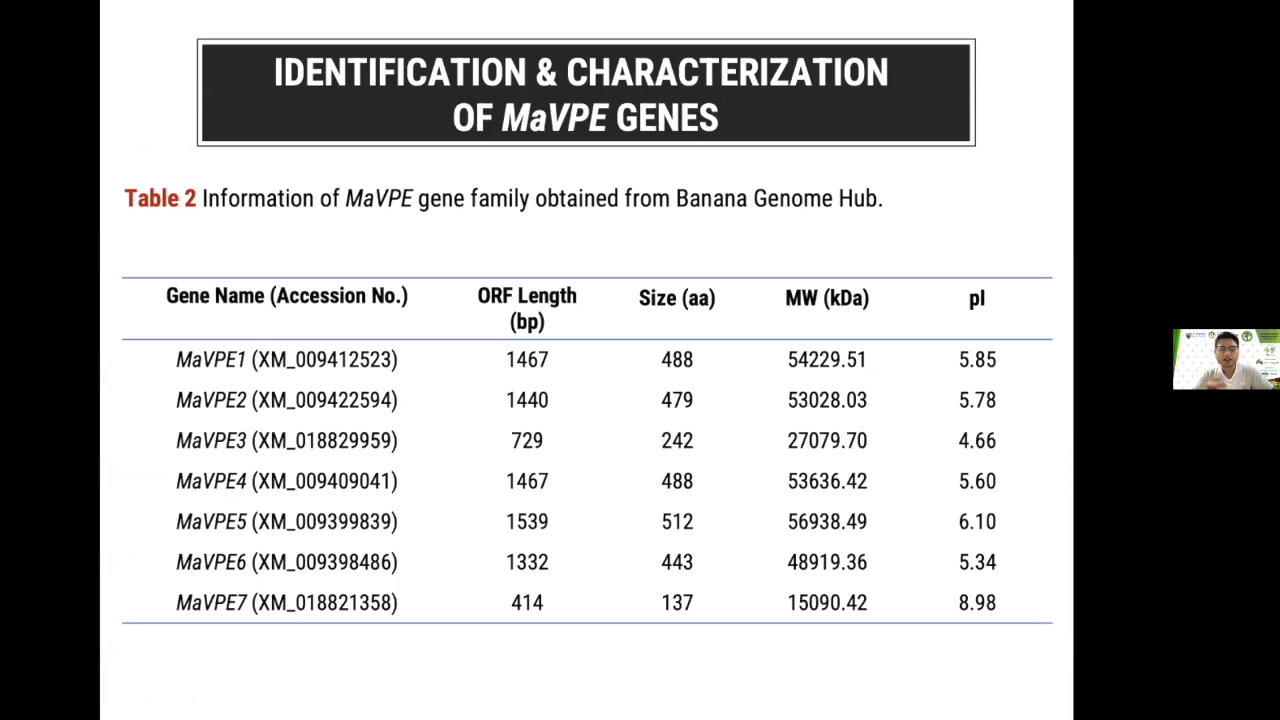 IDENTIFICATION & CHARACTERIZATION
OF MaVPE GENES
Table 2 Information of MaVPE gene family obtained from Banana Genome Hub.
Gene Name (Accession No.) ORF Length (bp) Size (aa) MW (kDa) pI
MaVPE1 (XM_009412523) 1467 488 54229.51 5.85
MaVPE2 (XM_009422594) 1440 479 53028.03 5.78
MaVPE3 (XM_018829959) 729 242 27079.70 4.66
MaVPE4 (XM_009409041) 1467 488 53636.42 5.60
MaVPE5 (XM_009399839) 1539 512 56938.49 6.10
MaVPE6 (XM_009398486) 1332 443 48919.36 5.34
MaVPE7 (XM_018821358) 414 137 15090.42 8.98